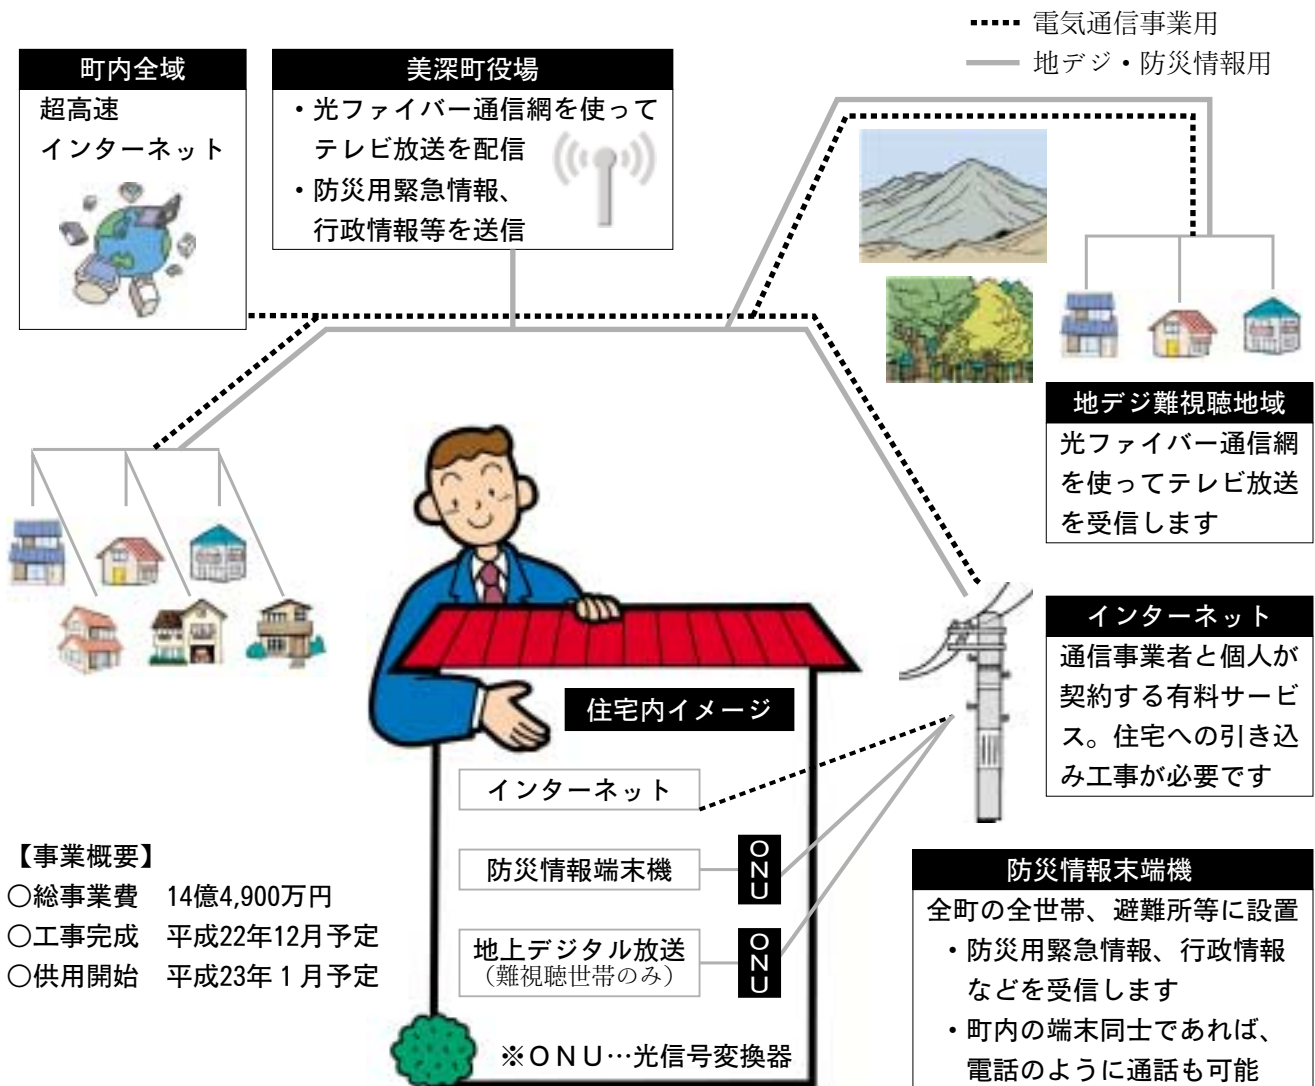 電気通信事業用
地デジ・防災情報用
町内全域
超高速
インターネット
美深町役場
・光ファイバー通信網を使って
テレビ放送を配信
・防災用緊急情報、
行政情報等を送信
地デジ難視聴地域
光ファイバー通信網
を使ってテレビ放送
を受信します
インターネット
通信事業者と個人が
契約する有料サービ
ス。住宅への引き込
み工事が必要です
住宅内イメージ
インターネット
防災情報端末機
ONU
地上デジタル放送
（難視聴世帯のみ）
ONU
※ＯＮＵ…光信号変換器
【事業概要】
○総事業費　14億4,900万円
○工事完成　平成22年12月予定
○供用開始　平成23年１月予定
防災情報末端機
全町の全世帯、避難所等に設置
・防災用緊急情報、行政情報
などを受信します
・町内の端末同士であれば、
電話のように通話も可能